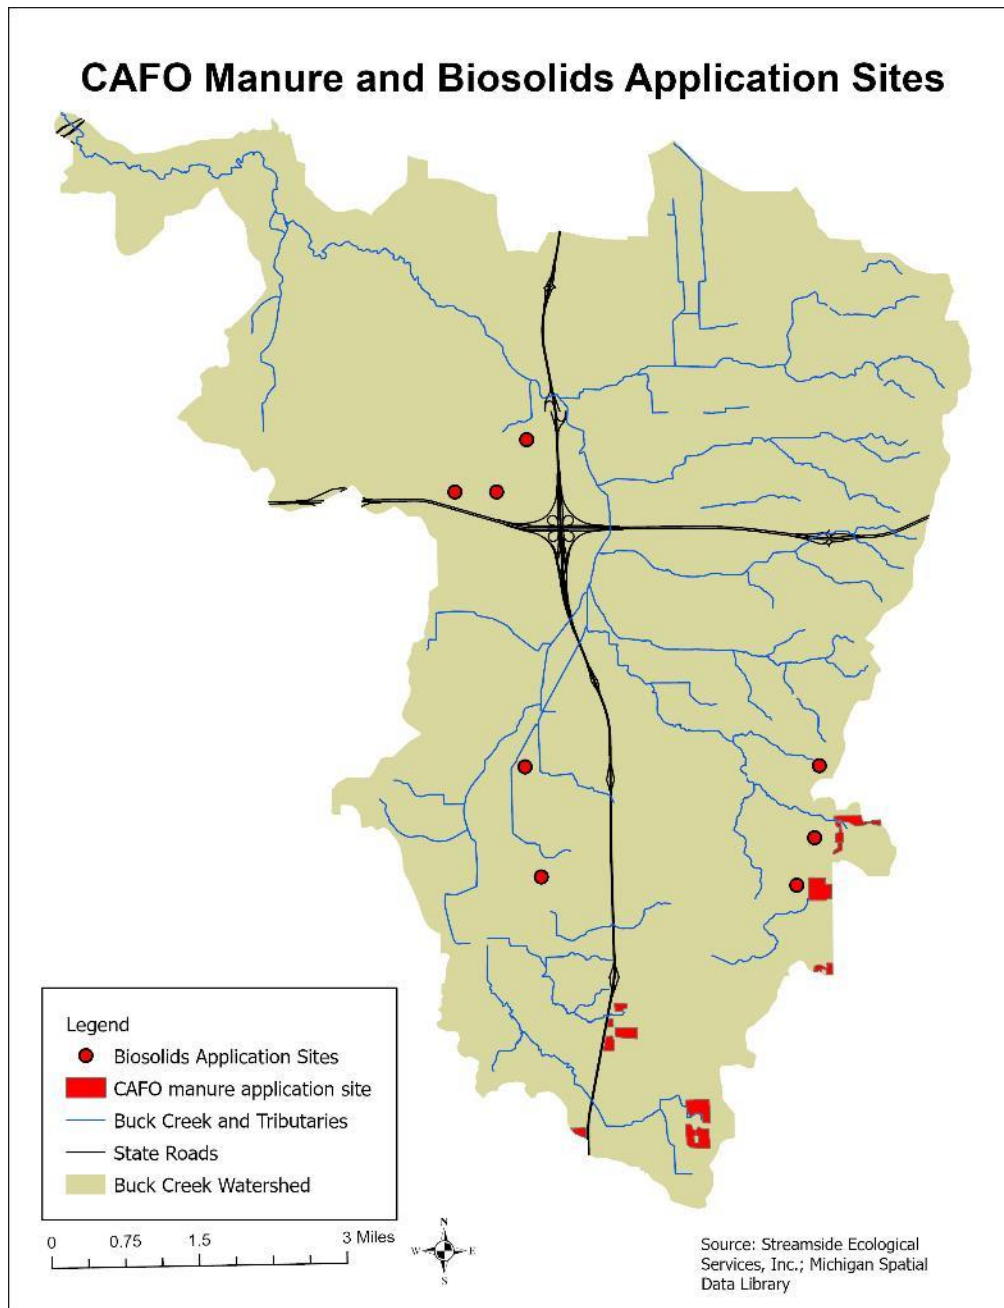 CAFO Manure and Biosolids Application Sites
Legend
Biosolids Application Sites
CAFO manure application site
Buck Creek and Tributaries
State Roads
Buck Creek Watershed
0 0.75 1.5 3 Miles
N
W E
S
Source: Streamside Ecological
Services, Inc.; Michigan Spatial
Data Library